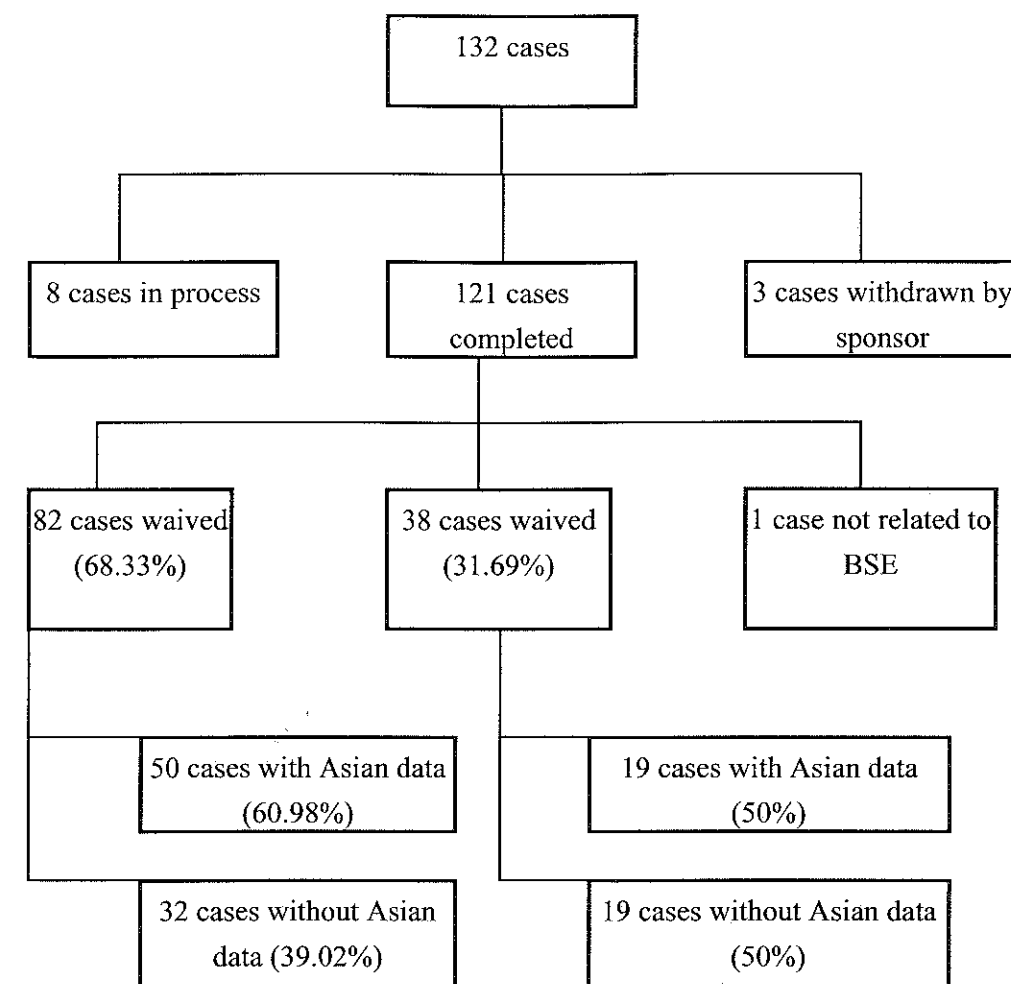 132 cases
8 cases in process
121 cases
completed
3 cases withdrawn by
sponsor
82 cases waived
(68.33%)
38 cases waived
(31.69%)
1 case not related to
BSE
50 cases with Asian data
(60.98%)
19 cases with Asian data
(50%)
32 cases without Asian
data (39.02%)
19 cases without Asian data
(50%)